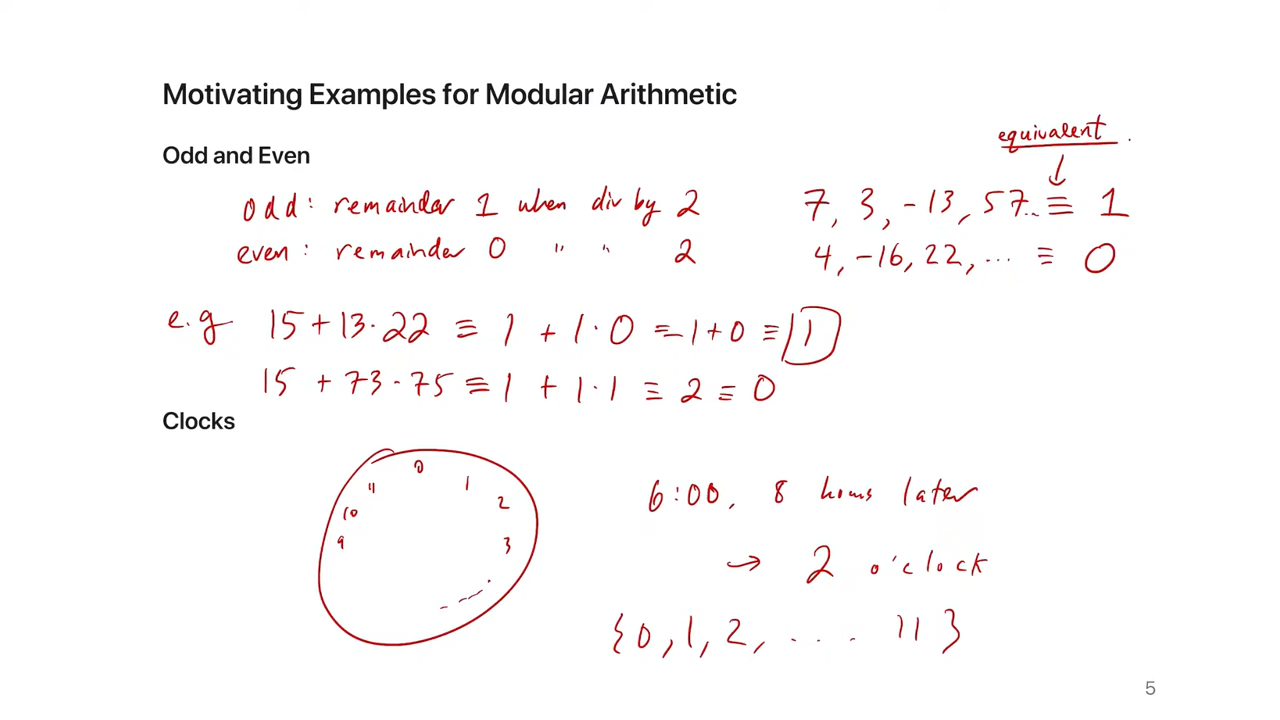 Motivating Examples for Modular Arithmetic
equivalent
Odd and Even
odd: remainder 1 when div by 2
7, 3, -13, 57.. ≡ 1
even: remainder 0 " " 2
4, -16, 22, ... ≡ 0
e.g 15 + 13·22 ≡ 1 + 1·0 ≡ 1 + 0 ≡ 1
15 + 73·75 ≡ 1 + 1·1 ≡ 2 ≡ 0
Clocks
0
11 1
10 2
9 3
6:00, 8 hours later
→ 2 o'clock
{0, 1, 2, .... 11}
5